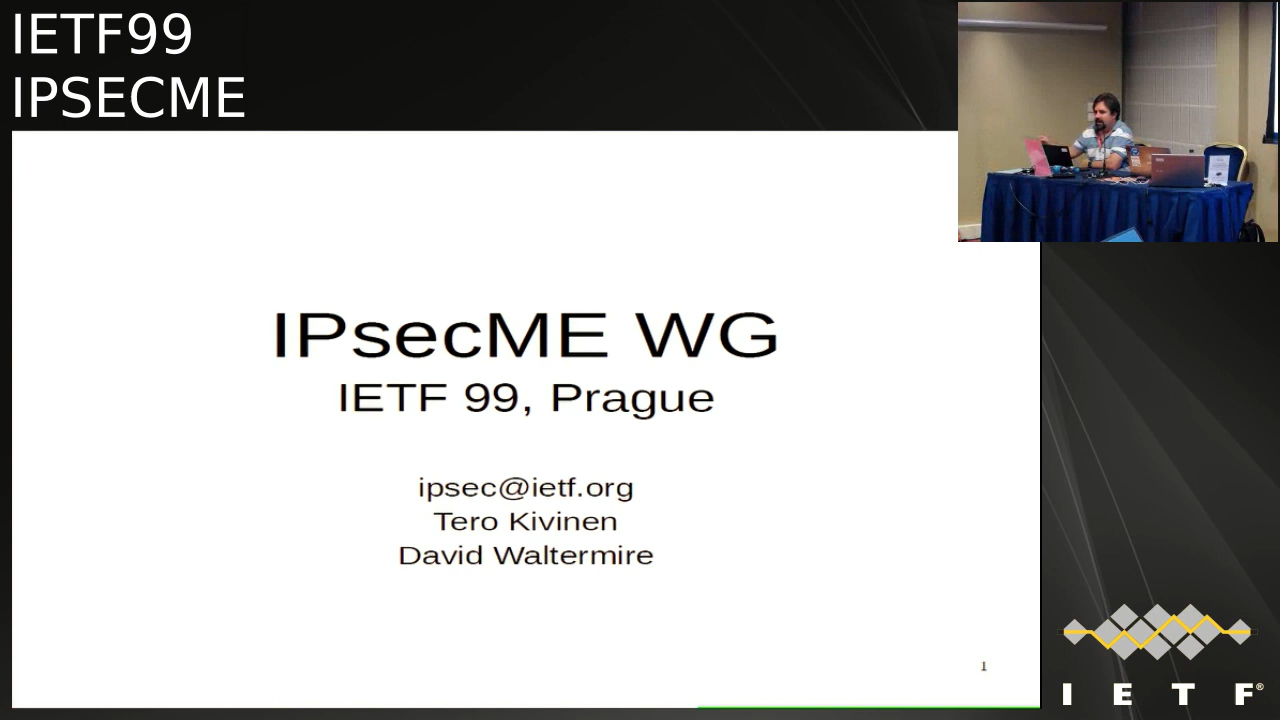 IETF99
IPSECME
IPsecME WG
IETF 99, Prague
ipsec@ietf.org
Tero Kivinen
David Waltermire
1
I E T F®